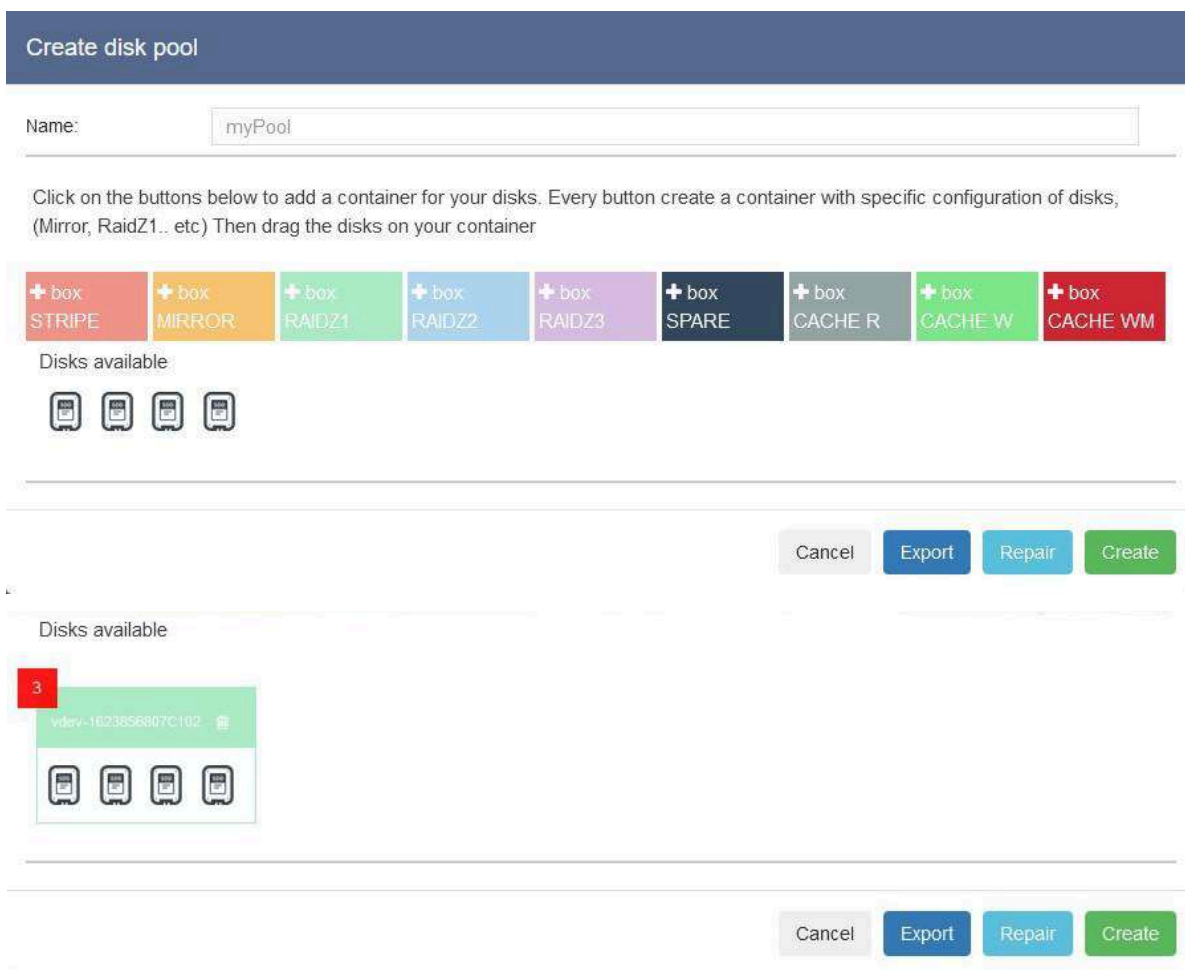 Create disk pool
Name:
myPool
Click on the buttons below to add a container for your disks. Every button create a container with specific configuration of disks,
(Mirror, RaidZ1.. etc) Then drag the disks on your container
+ box STRIPE
+ box MIRROR
+ box RAIDZ1
+ box RAIDZ2
+ box RAIDZ3
+ box SPARE
+ box CACHE R
+ box CACHE W
+ box CACHE WM
Disks available
Cancel Export Repair Create
Disks available
3
vdev-1623856807C102
Cancel Export Repair Create